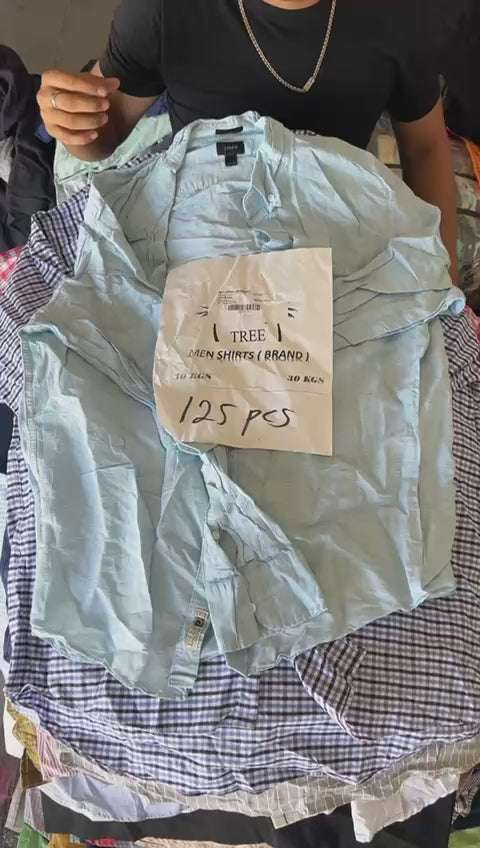 TREE
MEN SHIRTS ( BRAND )
30 KGS 30 KGS
125 pcs